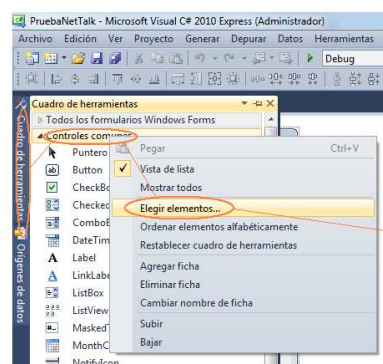 PruebaNetTalk - Microsoft Visual C# 2010 Express (Administrador)
Archivo Edición Ver Proyecto Generar Depurar Datos Herramientas
Debug
Cuadro de herramientas
Todos los formularios Windows Forms
Controles comunes
Puntero
Button
CheckBo
Checked
ComboB
DateTim
Label
LinkLabe
ListBox
ListView
MaskedT
MonthC
NotifyIcon
Pegar Ctrl+V
Vista de lista
Mostrar todos
Elegir elementos...
Ordenar elementos alfabéticamente
Restablecer cuadro de herramientas
Agregar ficha
Eliminar ficha
Cambiar nombre de ficha
Subir
Bajar
Cuadro de herramientas
Orígenes de datos